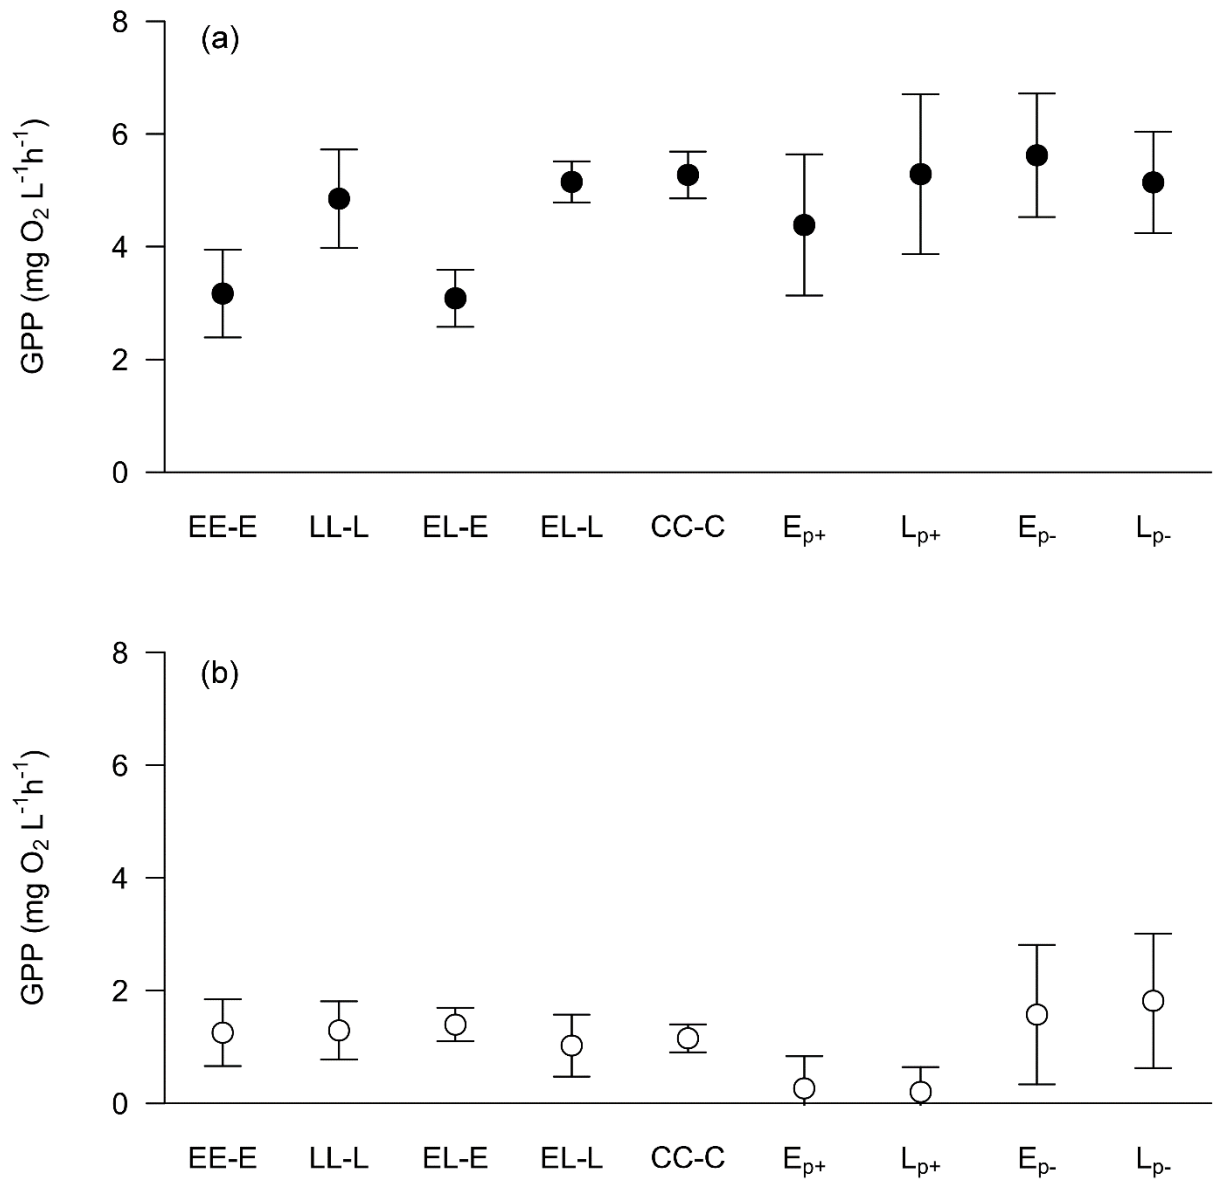 (a)
GPP (mg O₂ L⁻¹h⁻¹)
8
6
4
2
0
EE-E LL-L EL-E EL-L CC-C Eₚ₊ Lₚ₊ Eₚ₋ Lₚ₋
(b)
GPP (mg O₂ L⁻¹h⁻¹)
8
6
4
2
0
EE-E LL-L EL-E EL-L CC-C Eₚ₊ Lₚ₊ Eₚ₋ Lₚ₋